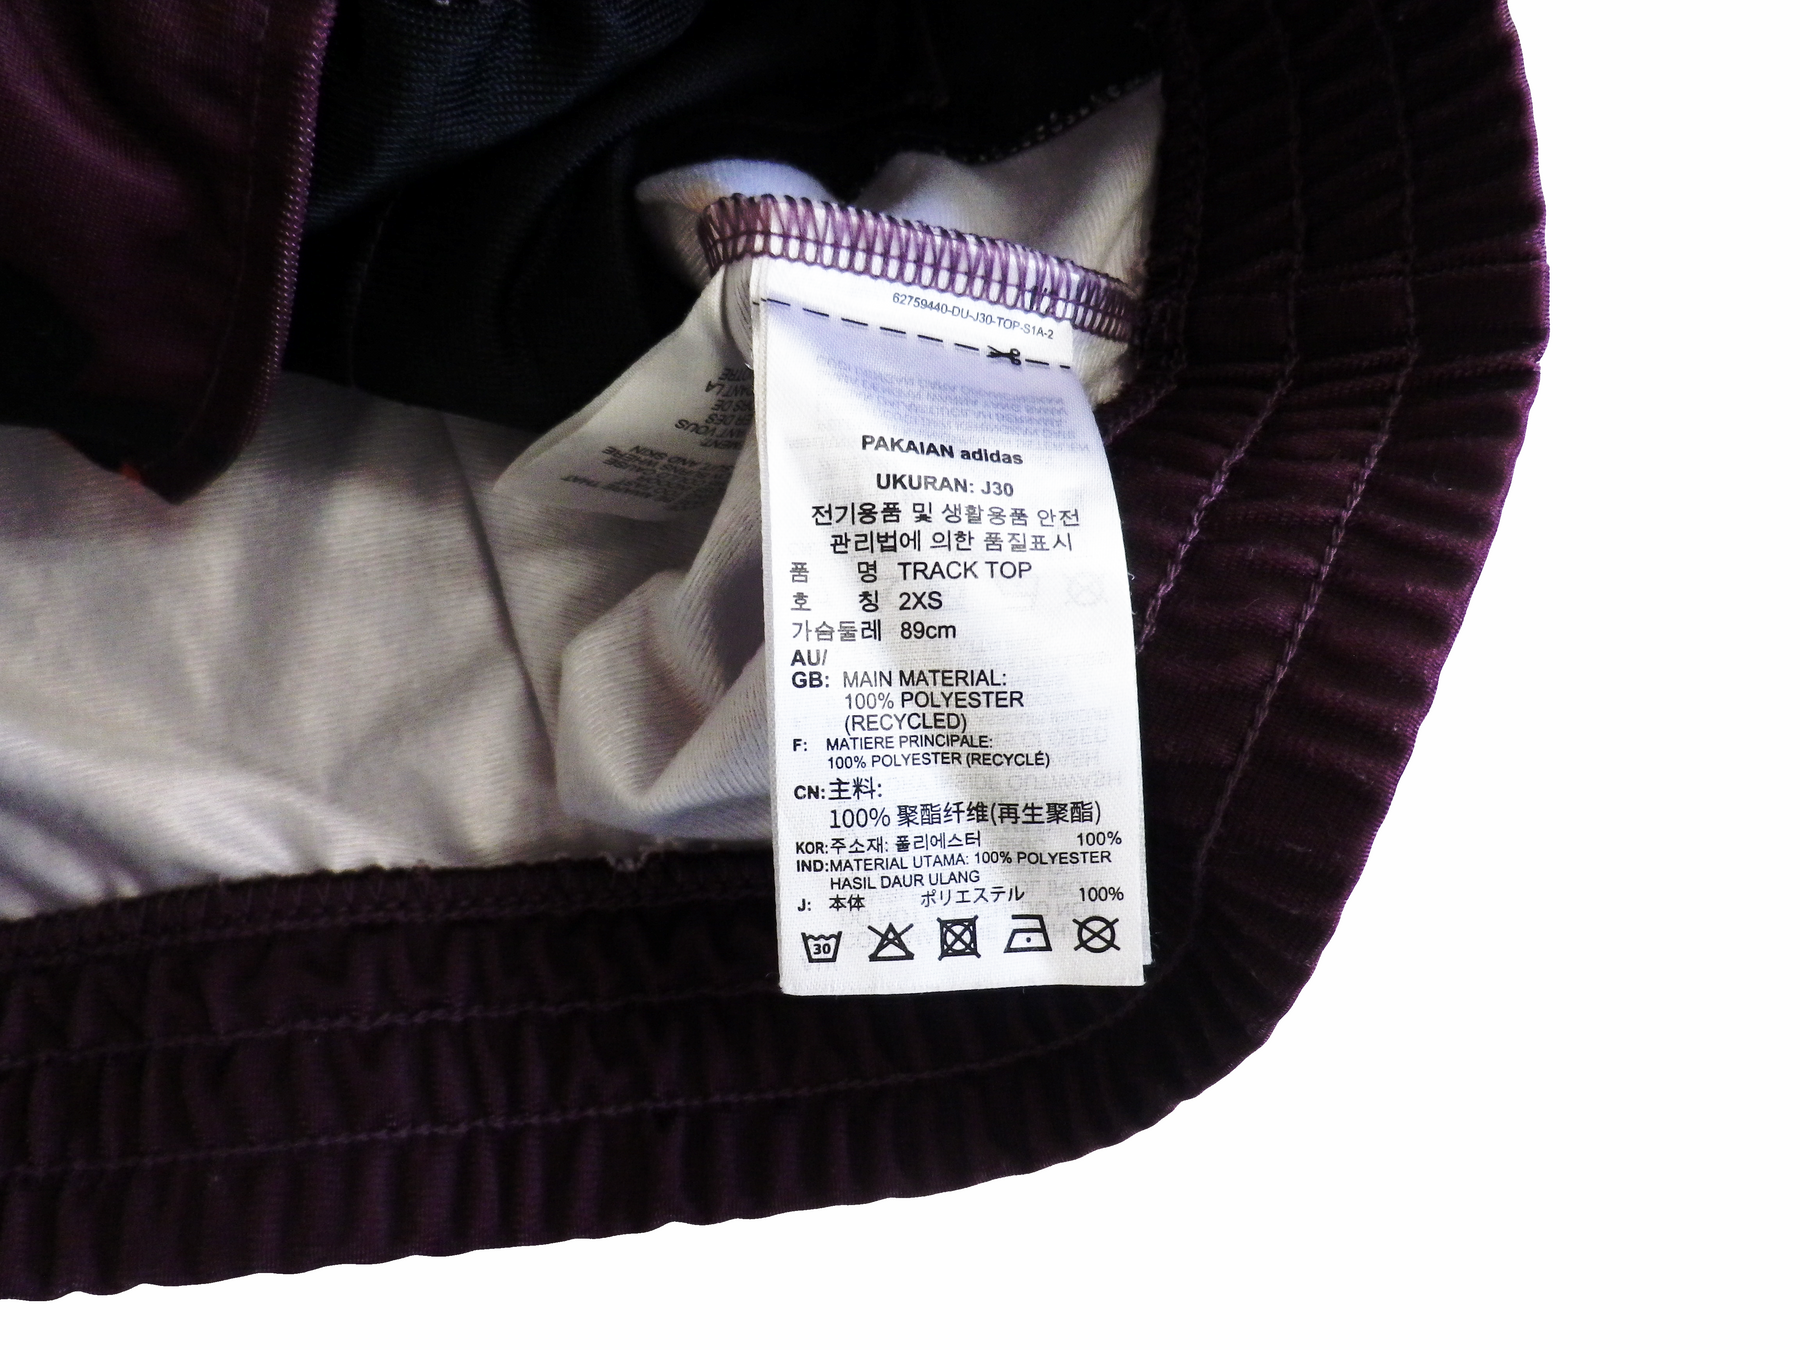 62759440-DU-J30-TOP-S1A-2
PAKAIAN adidas
UKURAN: J30
전기용품 및 생활용품 안전
관리법에 의한 품질표시
품 명 TRACK TOP
호 칭 2XS
가슴둘레 89cm
AU/
GB: MAIN MATERIAL:
100% POLYESTER
(RECYCLED)
F: MATIERE PRINCIPALE:
100% POLYESTER (RECYCLÉ)
CN:主料:
100% 聚酯纤维(再生聚酯)
KOR:주소재: 폴리에스터 100%
IND:MATERIAL UTAMA: 100% POLYESTER
HASIL DAUR ULANG
J: 本体 ポリエステル 100%
30